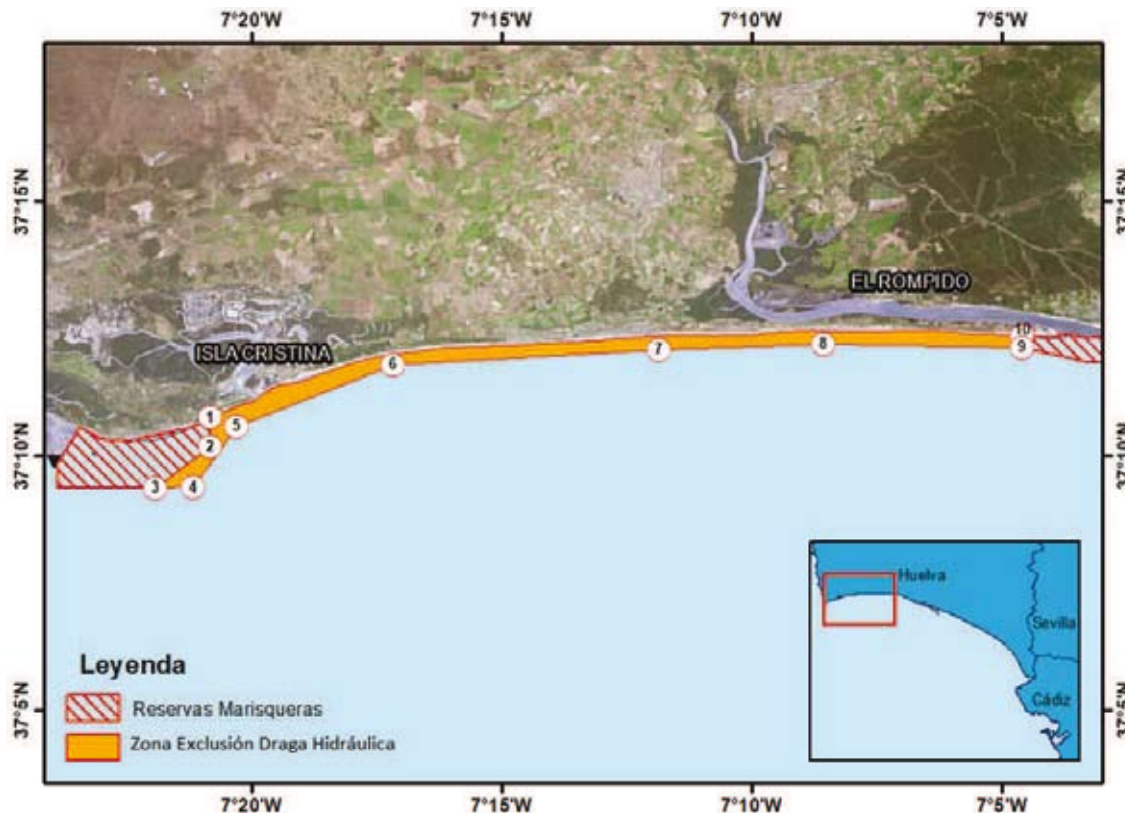 7°20'W 7°15'W 7°10'W 7°5'W
37°15'N 37°15'N
EL ROMPIDO
ISLA CRISTINA
10
6 7 8 9
1 5
2
37°10'N 37°10'N
3 4
Huelva
Sevilla
Cádiz
Leyenda
Reservas Marisqueras
Zona Exclusión Draga Hidráulica
37°5'N 37°5'N
7°20'W 7°15'W 7°10'W 7°5'W